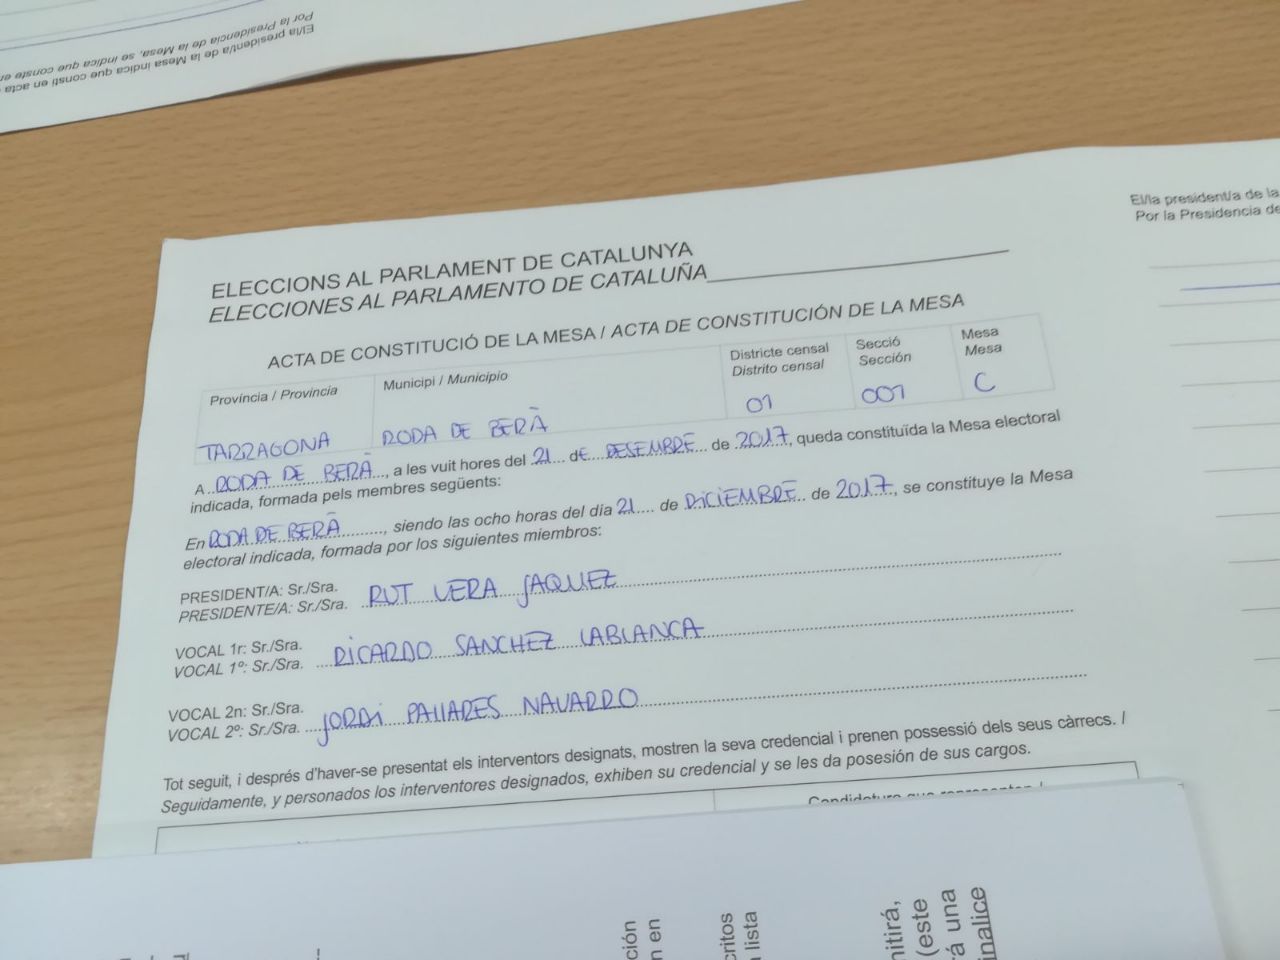 El/la president/a de la Mesa indica que consti en acta
Por la Presidencia de la Mesa, se indica que conste en
ELECCIONS AL PARLAMENT DE CATALUNYA
ELECCIONES AL PARLAMENTO DE CATALUÑA
ACTA DE CONSTITUCIÓ DE LA MESA / ACTA DE CONSTITUCIÓN DE LA MESA
Província / Provincia Municipi / Municipio Districte censal Secció Mesa
Distrito censal Sección Mesa
TARRAGONA RODA DE BERÀ 01 001 C
A RODA DE BERÀ, a les vuit hores del 21 de DESEMBRE de 2017, queda constituïda la Mesa electoral
indicada, formada pels membres següents:
En RODA DE BERÀ, siendo las ocho horas del día 21 de DICIEMBRE de 2017, se constituye la Mesa
electoral indicada, formada por los siguientes miembros:
PRESIDENT/A: Sr./Sra.
PRESIDENTE/A: Sr./Sra. RUT VERA JAQUEZ
VOCAL 1r: Sr./Sra.
VOCAL 1º: Sr./Sra. RICARDO SANCHEZ LABLANCA
VOCAL 2n: Sr./Sra.
VOCAL 2º: Sr./Sra. JORDI PALLARES NAVARRO
Tot seguit, i després d'haver-se presentat els interventors designats, mostren la seva credencial i prenen possessió dels seus càrrecs. /
Seguidamente, y personados los interventores designados, exhiben su credencial y se les da posesión de sus cargos.
Candidatura que representen /
El/la president/a de la
Por la Presidencia de
ción
n en
critos
lista
nitirá,
(este
rá una
inalice